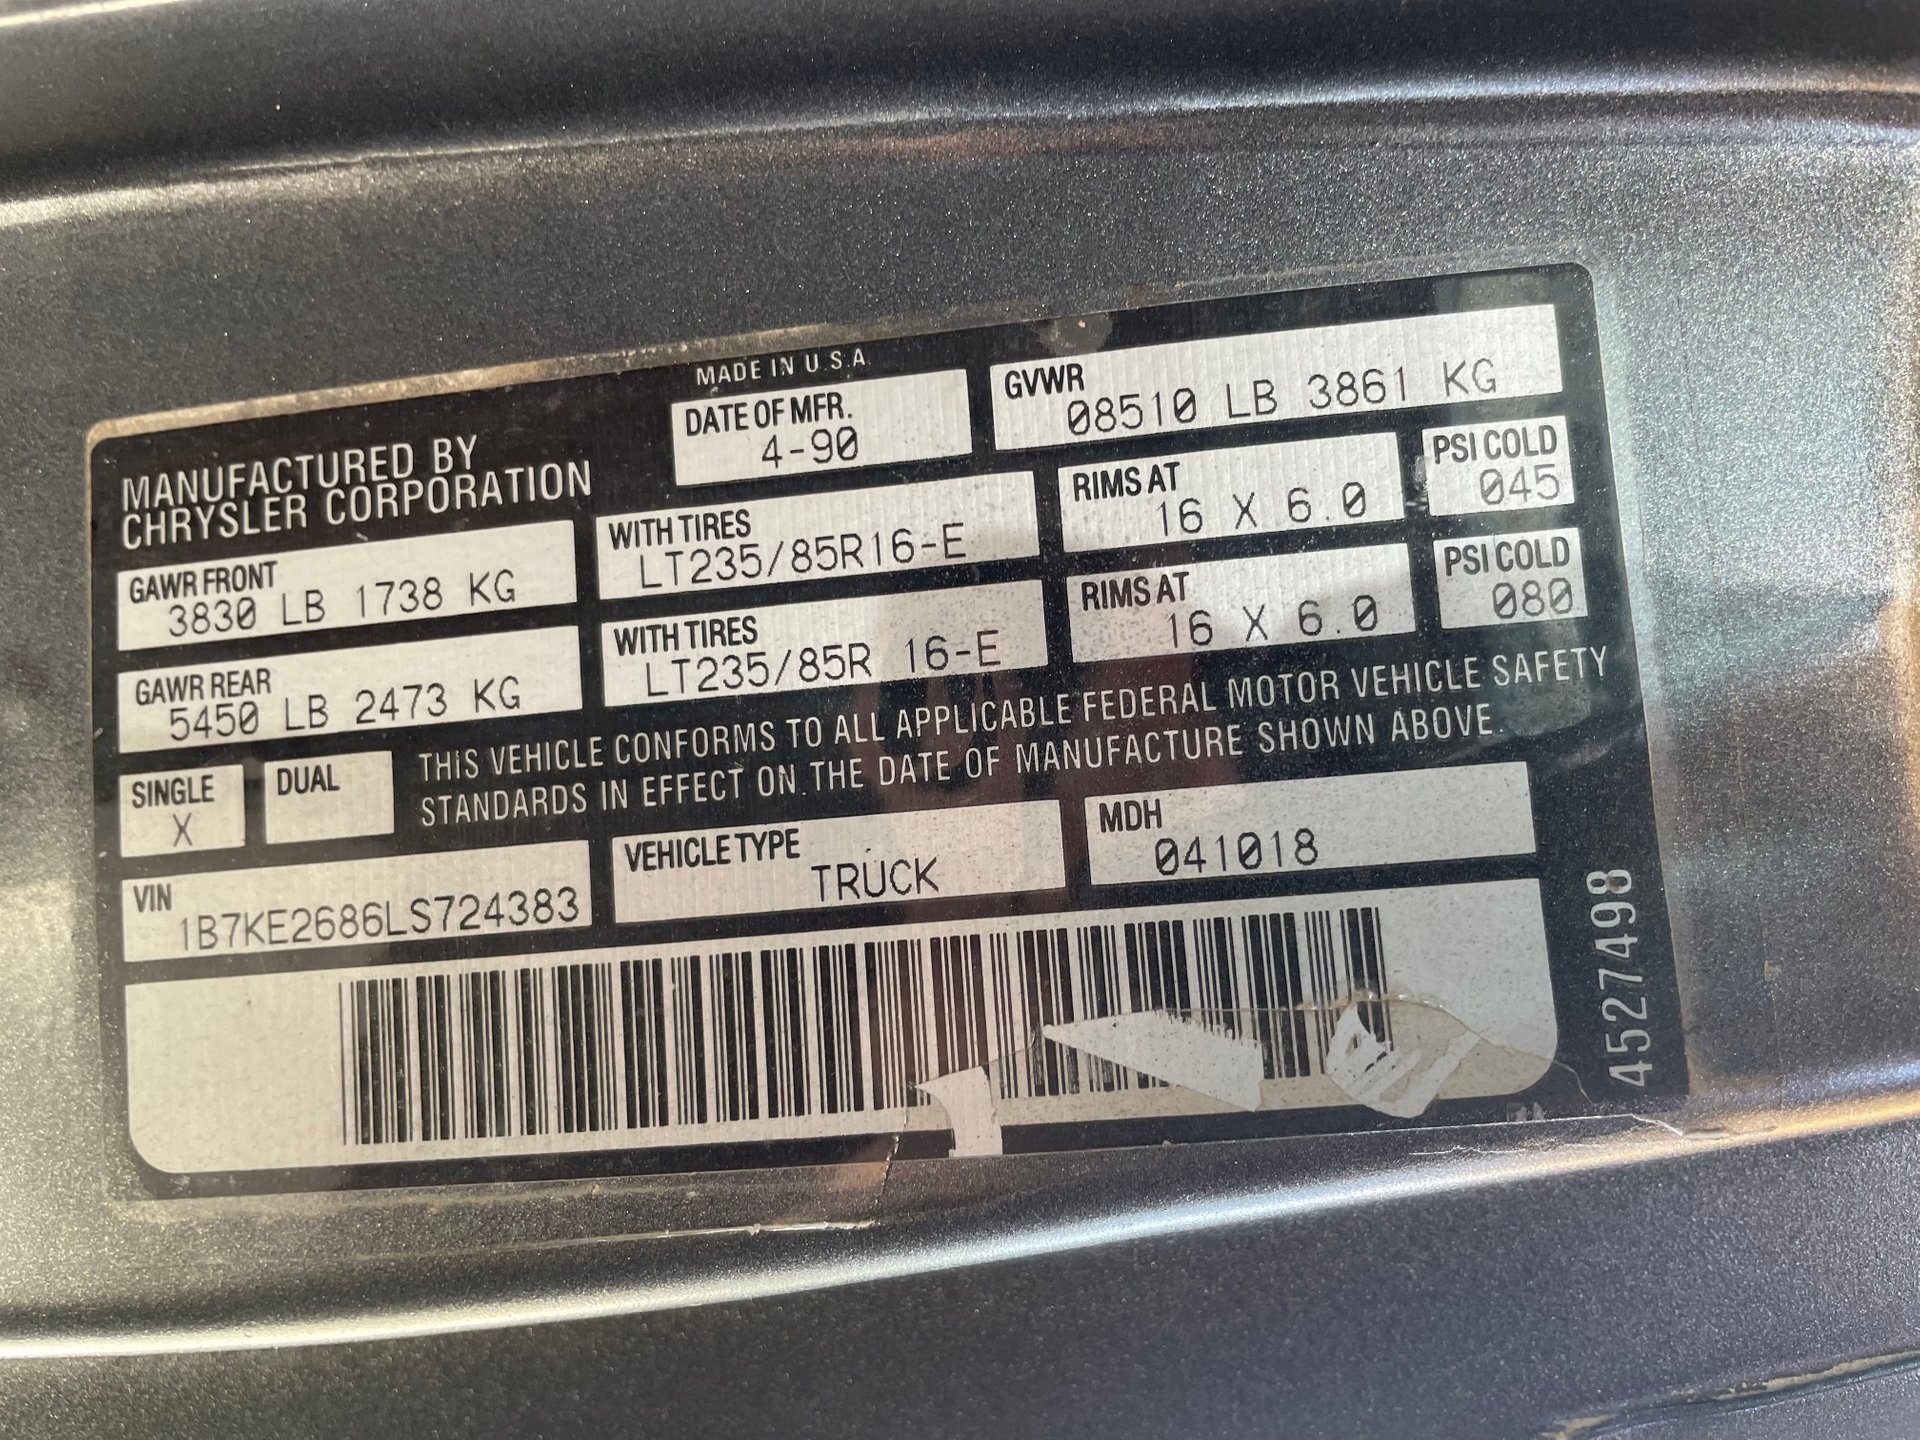 MADE IN U.S.A.
MANUFACTURED BY
CHRYSLER CORPORATION
DATE OF MFR.
4-90
GVWR
08510 LB 3861 KG
GAWR FRONT
3830 LB 1738 KG
WITH TIRES
LT235/85R16-E
RIMS AT
16 X 6.0
PSI COLD
045
GAWR REAR
5450 LB 2473 KG
WITH TIRES
LT235/85R 16-E
RIMS AT
16 X 6.0
PSI COLD
080
SINGLE
X
DUAL
THIS VEHICLE CONFORMS TO ALL APPLICABLE FEDERAL MOTOR VEHICLE SAFETY
STANDARDS IN EFFECT ON THE DATE OF MANUFACTURE SHOWN ABOVE.
VIN
1B7KE2686LS724383
VEHICLE TYPE
TRUCK
MDH
041018
4527498